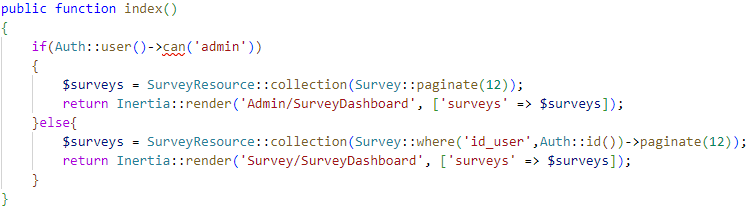 public function index()
{
    if(Auth::user()->can('admin'))
    {
        $surveys = SurveyResource::collection(Survey::paginate(12));
        return Inertia::render('Admin/SurveyDashboard', ['surveys' => $surveys]);
    }else{
        $surveys = SurveyResource::collection(Survey::where('id_user',Auth::id())->paginate(12));
        return Inertia::render('Survey/SurveyDashboard', ['surveys' => $surveys]);
    }
}